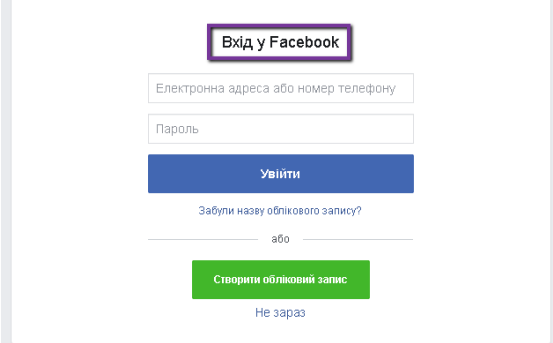 Вхід у Facebook
Електронна адреса або номер телефону
Пароль
Увійти
Забули назву облікового запису?
або
Створити обліковий запис
Не зараз